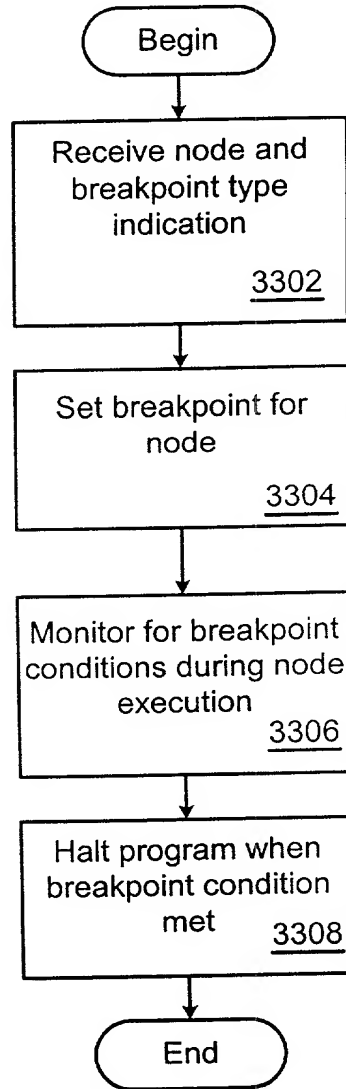 Begin
Receive node and
breakpoint type
indication
3302
Set breakpoint for
node
3304
Monitor for breakpoint
conditions during node
execution
3306
Halt program when
breakpoint condition
met
3308
End